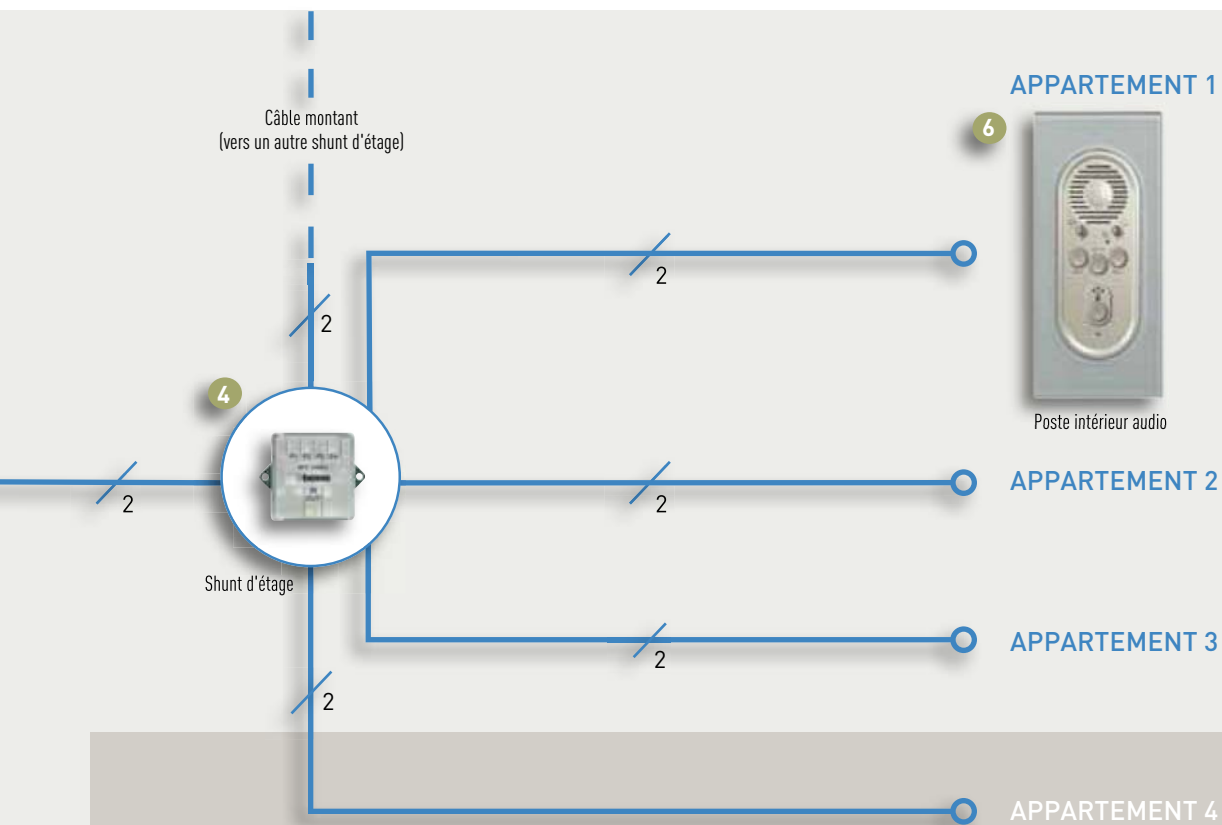 APPARTEMENT 1
6
Câble montant
(vers un autre shunt d'étage)
2
2
4
Poste intérieur audio
APPARTEMENT 2
2
2
Shunt d'étage
APPARTEMENT 3
2
2
APPARTEMENT 4